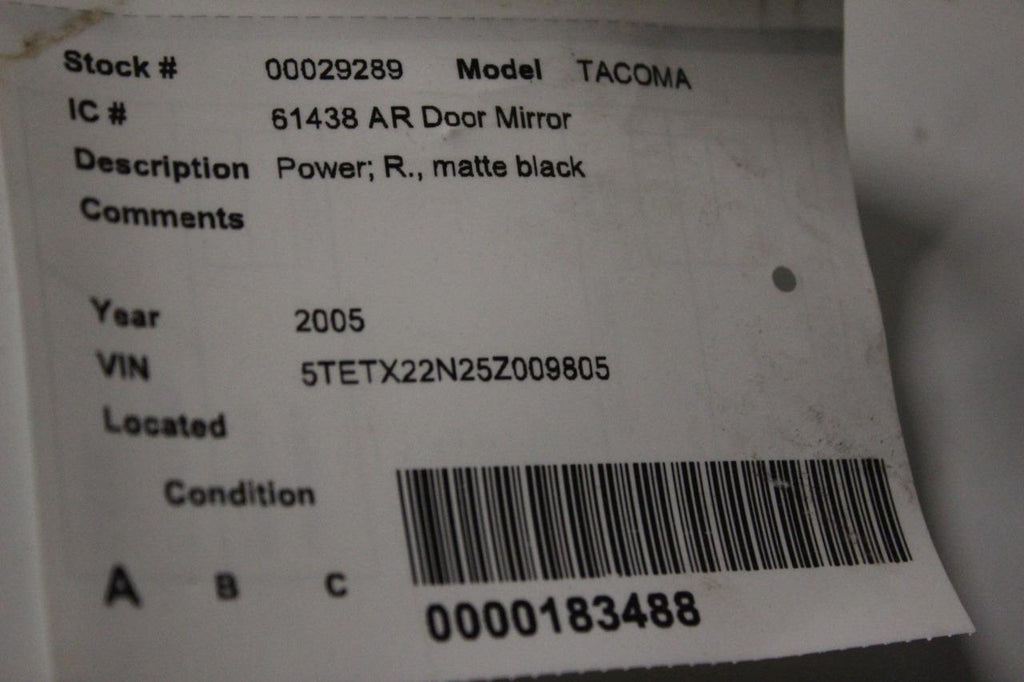 Stock # 00029289 Model TACOMA
IC # 61438 AR Door Mirror
Description Power; R., matte black
Comments
Year 2005
VIN 5TETX22N25Z009805
Located
Condition
A B C
0000183488